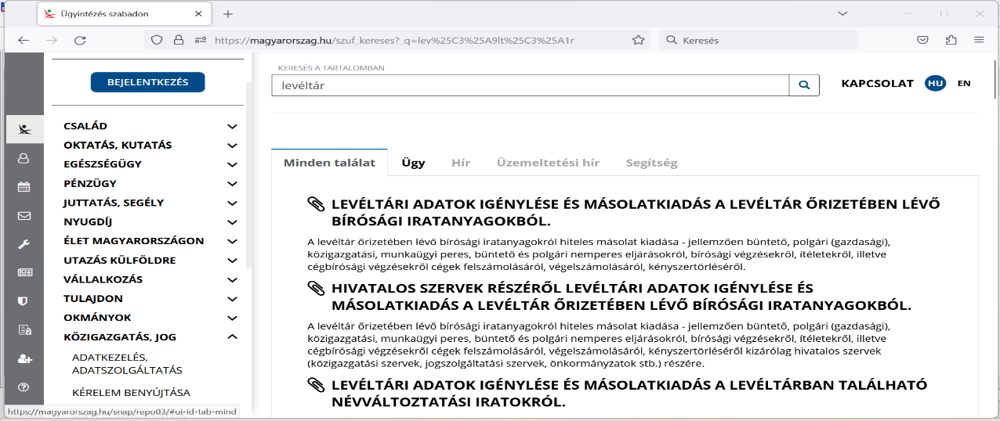 Ügyintézés szabadon
https://magyarorszag.hu/szuf_kereses?_q=lev%25C3%25A9lt%25C3%25A1r
Keresés
BEJELENTKEZÉS
CSALÁD
OKTATÁS, KUTATÁS
EGÉSZSÉGÜGY
PÉNZÜGY
JUTTATÁS, SEGÉLY
NYUGDÍJ
ÉLET MAGYARORSZÁGON
UTAZÁS KÜLFÖLDRE
VÁLLALKOZÁS
TULAJDON
OKMÁNYOK
KÖZIGAZGATÁS, JOG
ADATKEZELÉS,
ADATSZOLGÁLTATÁS
KÉRELEM BENYÚJTÁSA
https://magyarorszag.hu/snap/repo03/#ui-id-tab-mind
KERESÉS A TARTALOMBAN
levéltár
KAPCSOLAT HU EN
Minden találat Ügy Hír Üzemeltetési hír Segítség
LEVÉLTÁRI ADATOK IGÉNYLÉSE ÉS MÁSOLATKIADÁS A LEVÉLTÁR ŐRIZETÉBEN LÉVŐ
BÍRÓSÁGI IRATANYAGOKBÓL.
A levéltár őrizetében lévő bírósági iratanyagokról hiteles másolat kiadása - jellemzően büntető, polgári (gazdasági),
közigazgatási, munkaügyi peres, büntető és polgári nemperes eljárásokról, bírósági végzésekről, ítéletekről, illetve
cégbírósági végzésekről cégek felszámolásáról, végelszámolásáról, kényszertörléséről.
HIVATALOS SZERVEK RÉSZÉRŐL LEVÉLTÁRI ADATOK IGÉNYLÉSE ÉS
MÁSOLATKIADÁS A LEVÉLTÁR ŐRIZETÉBEN LÉVŐ BÍRÓSÁGI IRATANYAGOKBÓL.
A levéltár őrizetében lévő bírósági iratanyagokról hiteles másolat kiadása - jellemzően büntető, polgári (gazdasági),
közigazgatási, munkaügyi peres, büntető és polgári nemperes eljárásokról, bírósági végzésekről, ítéletekről, illetve
cégbírósági végzésekről cégek felszámolásáról, végelszámolásáról, kényszertörléséről kizárólag hivatalos szervek
(közigazgatási szervek, jogszolgáltatási szervek, önkormányzatok stb.) részére.
LEVÉLTÁRI ADATOK IGÉNYLÉSE ÉS MÁSOLATKIADÁS A LEVÉLTÁRBAN TALÁLHATÓ
NÉVVÁLTOZTATÁSI IRATOKRÓL.